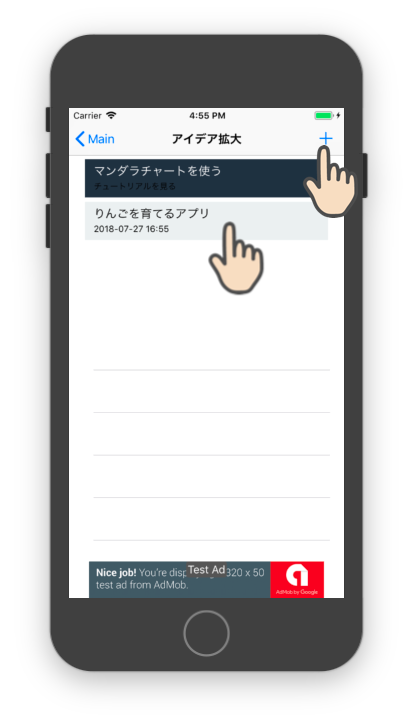 Carrier 4:55 PM
Main アイデア拡大 +
マンダラチャートを使う
チュートリアルを見る
りんごを育てるアプリ
2018-07-27 16:55
Nice job! You're disp Test Ad 320 x 50
test ad from AdMob.
AdMob by Google